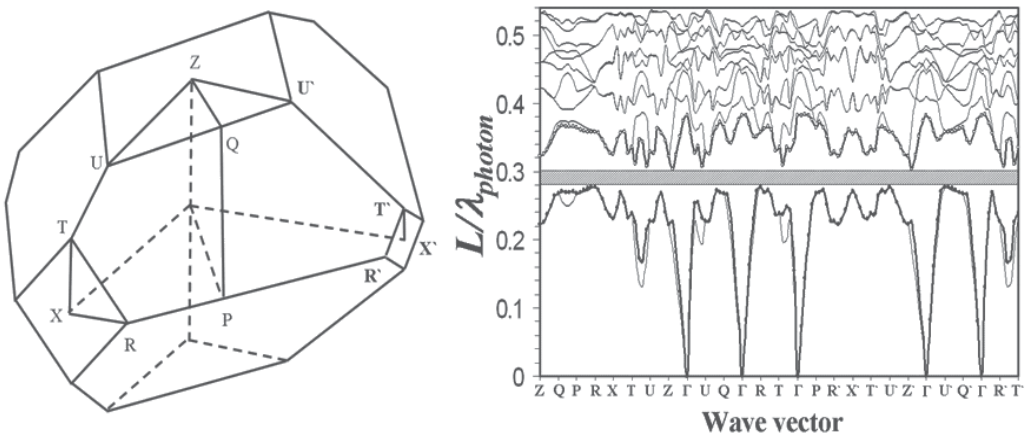 Z
U`
U
Q
T
T`
X`
R`
X
P
R
L/λphoton
0.5
0.4
0.3
0.2
0.1
0
Z Q P R X T U Z Γ U Q Γ R T Γ P R` X` T` U` Z` Γ U` Q` Γ R` T`
Wave vector